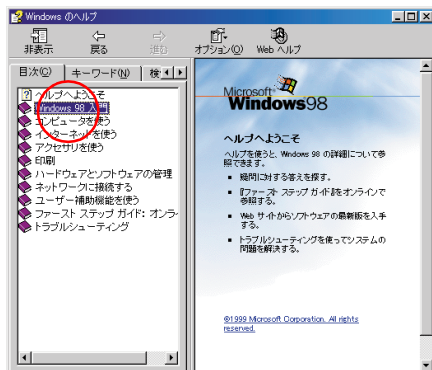 Windows のヘルプ
非表示
戻る
進む
オプション(O)
Web ヘルプ
目次(C)
キーワード(N)
検
ヘルプへようこそ
Windows 98 入門
コンピュータを使う
インターネットを使う
アクセサリを使う
印刷
ハードウェアとソフトウェアの管理
ネットワークに接続する
ユーザー補助機能を使う
ファースト ステップ ガイド: オンラ
トラブルシューティング
Microsoft
Windows98
ヘルプへようこそ
ヘルプを使うと、Windows 98 の詳細について参
照できます。
▪ 疑問に対する答えを探す。
▪ 『ファースト ステップ ガイド』をオンラインで
参照する。
▪ Web サイトからソフトウェアの最新版を入手
する。
▪ トラブルシューティングを使ってシステムの
問題を解決する。
©1999 Microsoft Corporation. All rights
reserved.